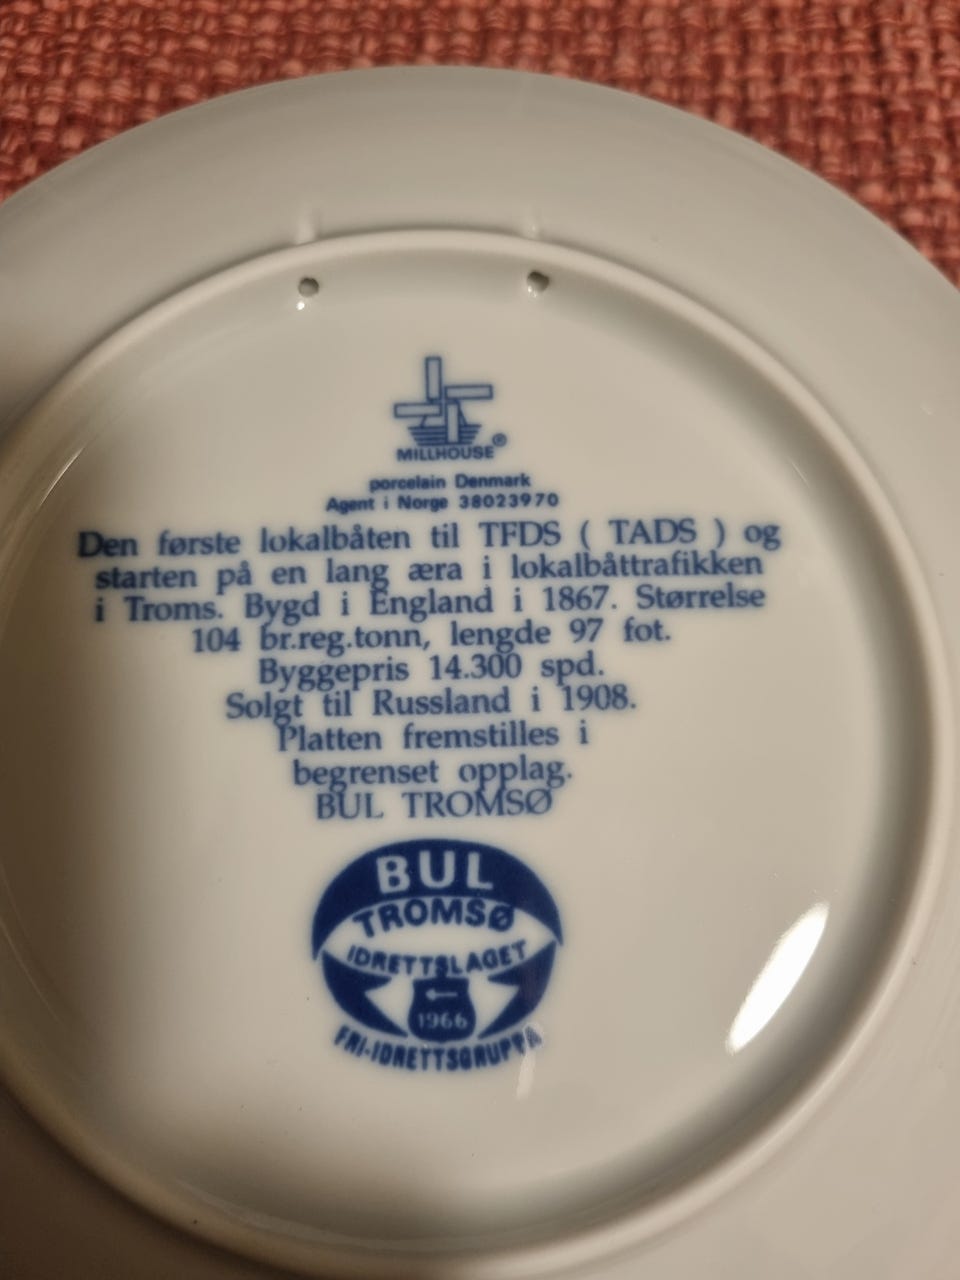 MILLHOUSE®
porcelain Denmark
Agent i Norge 38023970
Den første lokalbåten til TFDS ( TADS ) og
starten på en lang æra i lokalbåttrafikken
i Troms. Bygd i England i 1867. Størrelse
104 br.reg.tonn, lengde 97 fot.
Byggepris 14.300 spd.
Solgt til Russland i 1908.
Platten fremstilles i
begrenset opplag.
BUL TROMSØ
BUL
TROMSØ
IDRETTSLAGET
1966
FRI-IDRETTSGRUPPA